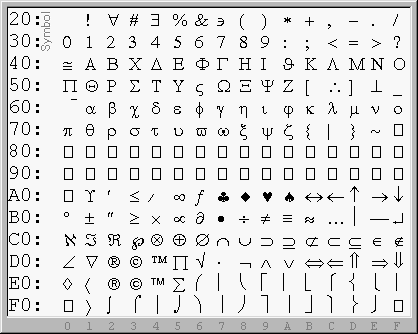 20: ! ∀ # ∃ % & ∍ ( ) ∗ + , − . /
30: 0 1 2 3 4 5 6 7 8 9 : ; < = > ?
Symbol
40: ≅ Α Β Χ Δ Ε Φ Γ Η Ι ϑ Κ Λ Μ Ν Ο
50: Π Θ Ρ Σ Τ Υ ς Ω Ξ Ψ Ζ [ ∴ ] ⊥ _
60: ‾ α β χ δ ε ϕ γ η ι φ κ λ μ ν ο
70: π θ ρ σ τ υ ϖ ω ξ ψ ζ { | } ~ □
80: □ □ □ □ □ □ □ □ □ □ □ □ □ □ □ □
90: □ □ □ □ □ □ □ □ □ □ □ □ □ □ □ □
A0: □ ϒ ′ ≤ ⁄ ∞ ƒ ♣ ♦ ♥ ♠ ↔ ← ↑ → ↓
B0: ° ± ″ ≥ × ∝ ∂ • ÷ ≠ ≡ ≈ … | — ↵
C0: ℵ ℑ ℜ ℘ ⊗ ⊕ ∅ ∩ ∪ ⊃ ⊇ ⊄ ⊂ ⊆ ∈ ∉
D0: ∠ ∇ ® © ™ ∏ √ ⋅ ¬ ∧ ∨ ⇔ ⇐ ⇑ ⇒ ⇓
E0: ◊ 〈 ® © ™ ∑ ⎛ ⎜ ⎝ ⎡ ⎢ ⎣ ⎧ ⎨ ⎩ ⎪
F0: □ 〉 ∫ ⌠ ⎮ ⌡ ⎞ ⎟ ⎠ ⎤ ⎥ ⎦ ⎫ ⎬ ⎭ □
0 1 2 3 4 5 6 7 8 9 A B C D E F